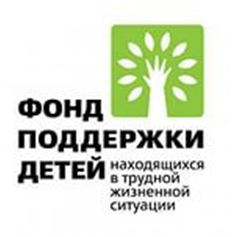 ФОНД
ПОДДЕРЖКИ
ДЕТЕЙ
находящихся
в трудной
жизненной
ситуации